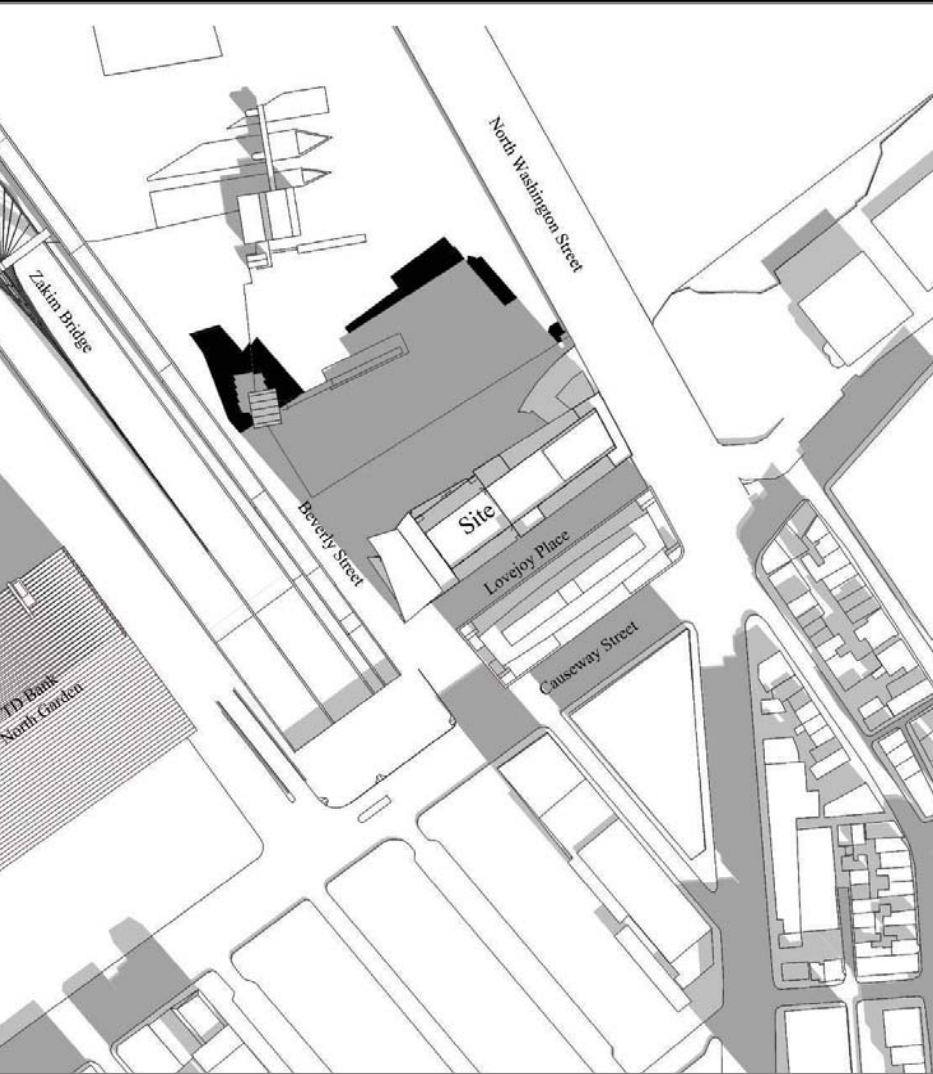 North Washington Street
Zakim Bridge
Beverly Street
Site
Lovejoy Place
Causeway Street
TD Bank
North Garden